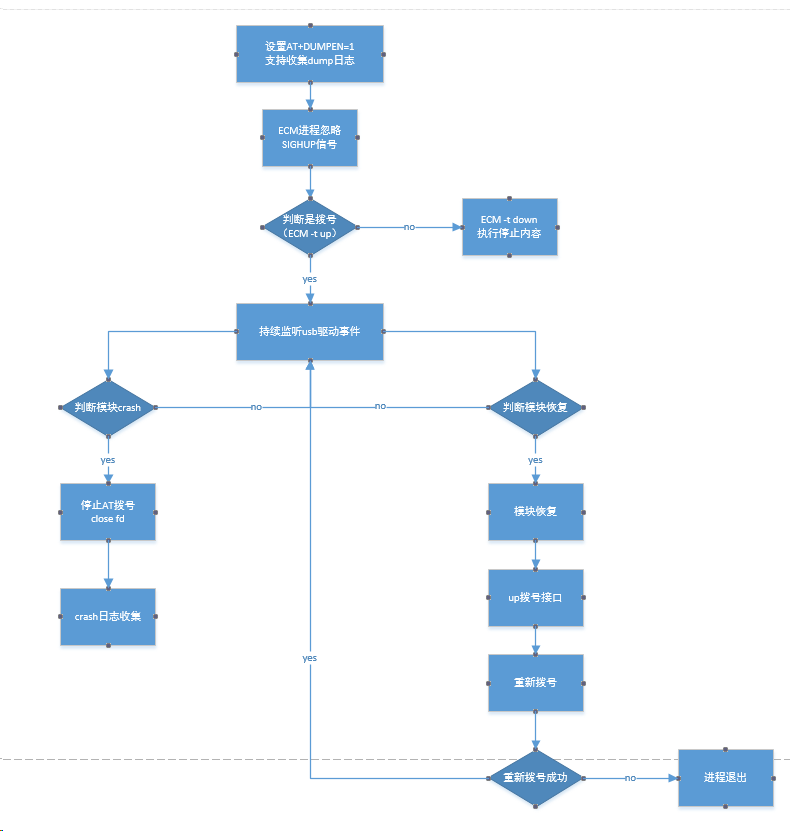 设置AT+DUMPEN=1
支持收集dump日志
ECM进程忽略
SIGHUP信号
判断是拨号
（ECM -t up）
no
ECM -t down
执行停止内容
yes
持续监听usb驱动事件
判断模块crash
no
no
判断模块恢复
yes
yes
停止AT拨号
close fd
模块恢复
crash日志收集
up拨号接口
yes
重新拨号
重新拨号成功
no
进程退出